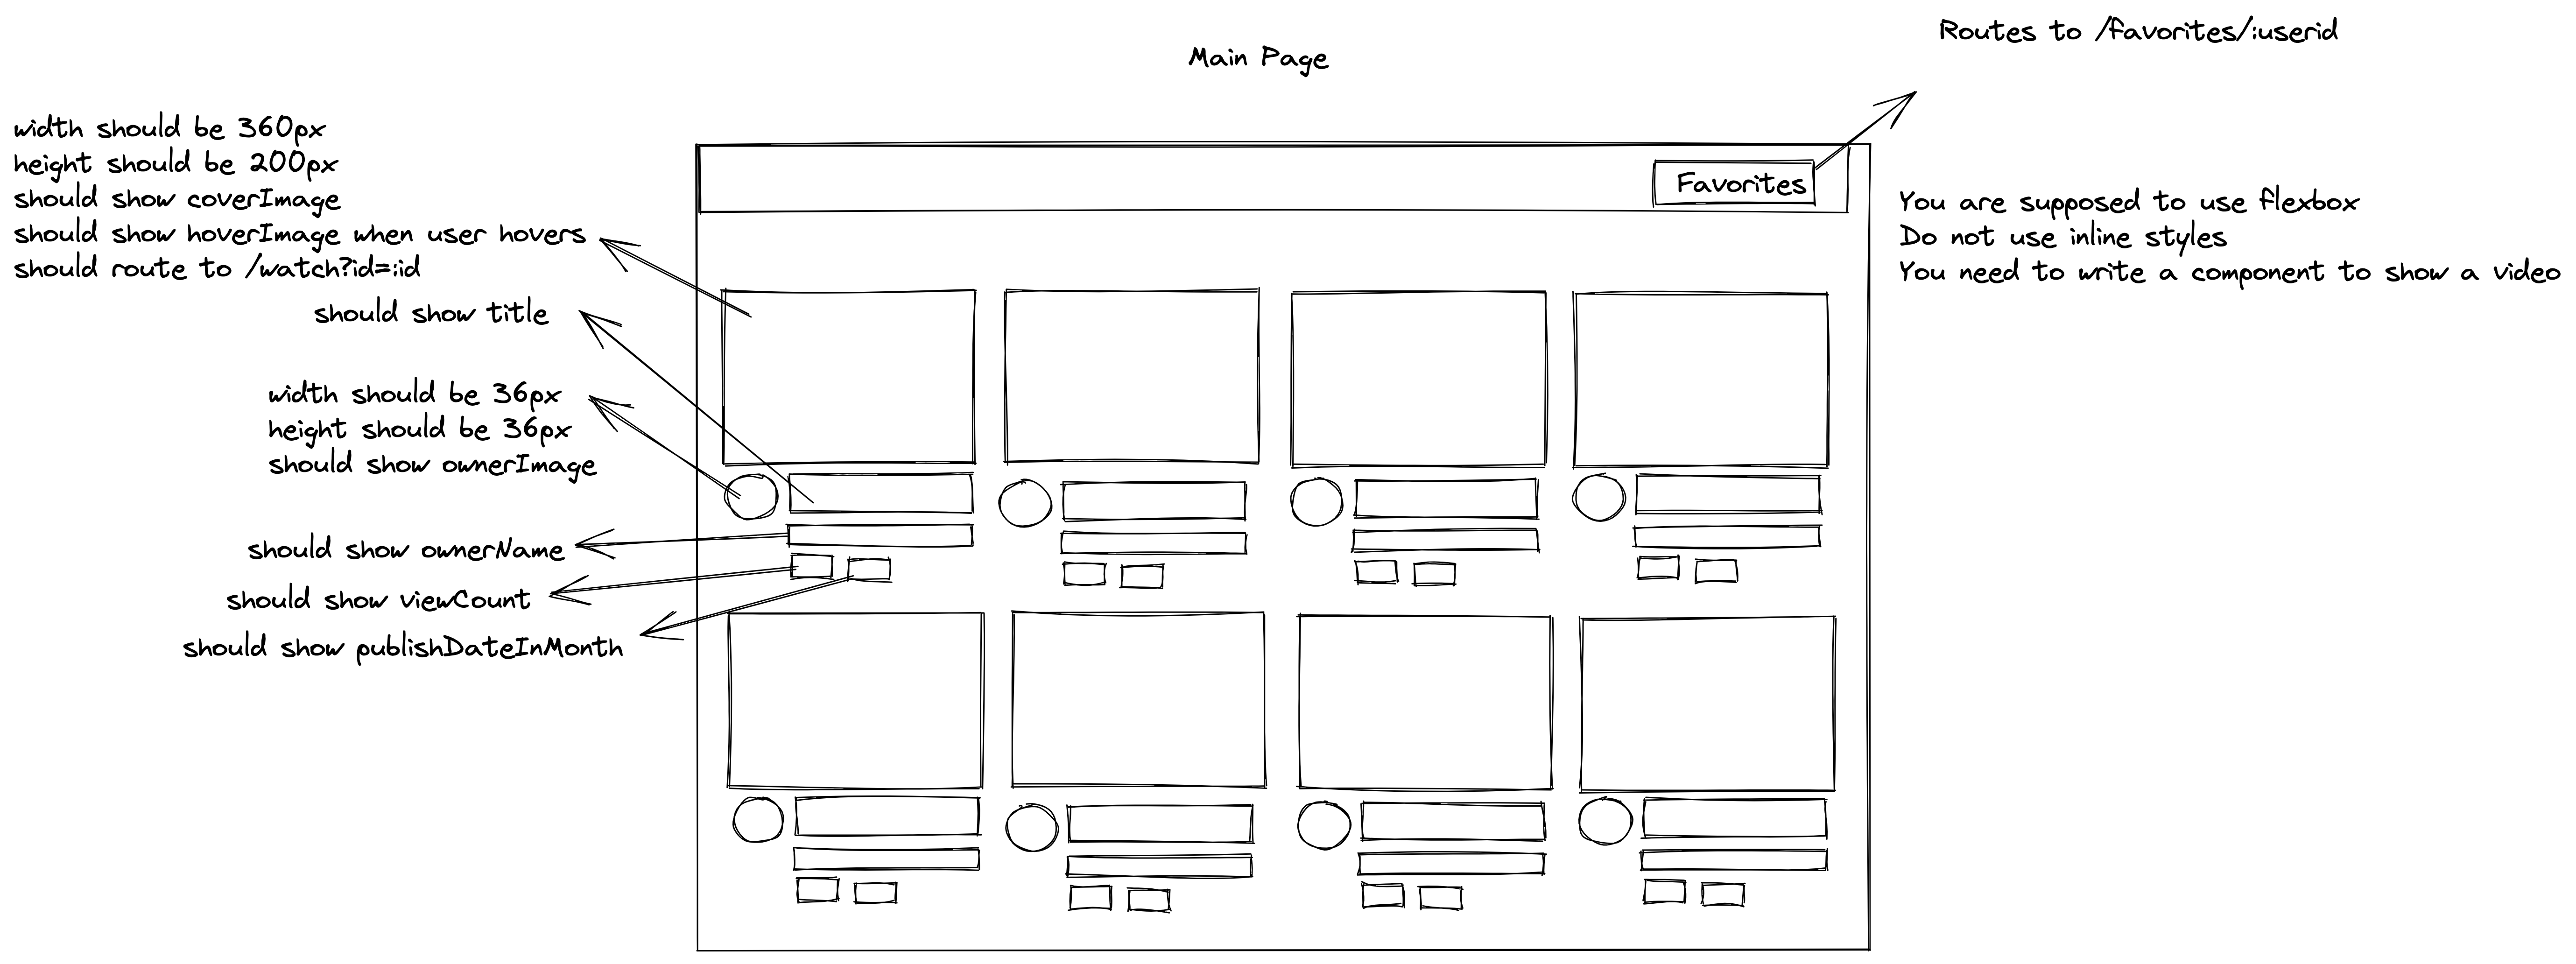 Routes to /favorites/:userid
Main Page
width should be 360px
height should be 200px
should show coverImage
should show hoverImage when user hovers
should route to /watch?id=:id
Favorites
You are supposed to use flexbox
Do not use inline styles
You need to write a component to show a video
should show title
width should be 36px
height should be 36px
should show ownerImage
should show ownerName
should show viewCount
should show publishDateInMonth